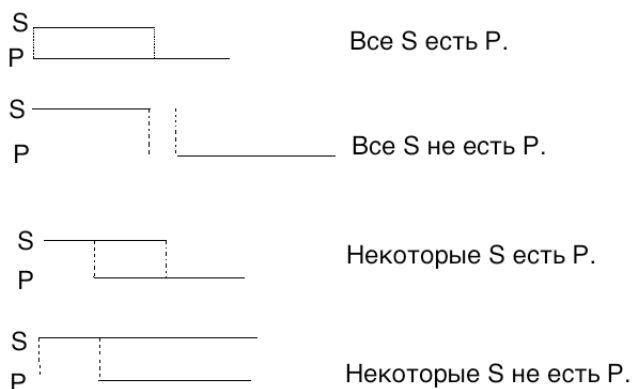 S
P
Все S есть P.
S
P
Все S не есть P.
S
P
Некоторые S есть P.
S
P
Некоторые S не есть P.